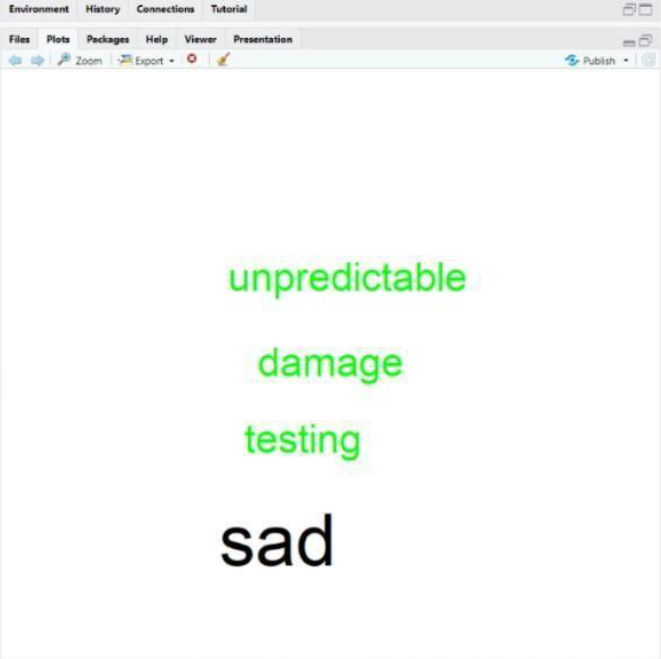 Environment History Connections Tutorial
Files Plots Packages Help Viewer Presentation
Zoom Export Publish
unpredictable
damage
testing
sad